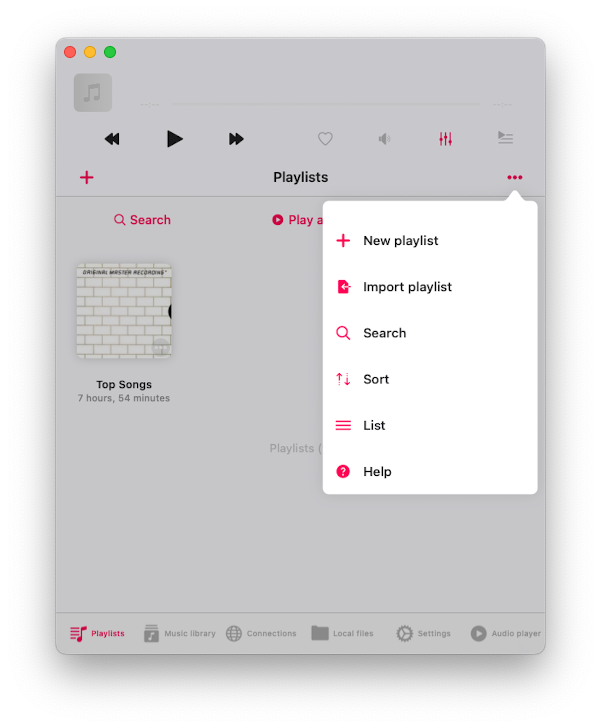 --:--
--:--
Playlists
Search
Play a
ORIGINAL MASTER RECORDING
Top Songs
7 hours, 54 minutes
Playlists (
New playlist
Import playlist
Search
Sort
List
Help
Playlists
Music library
Connections
Local files
Settings
Audio player